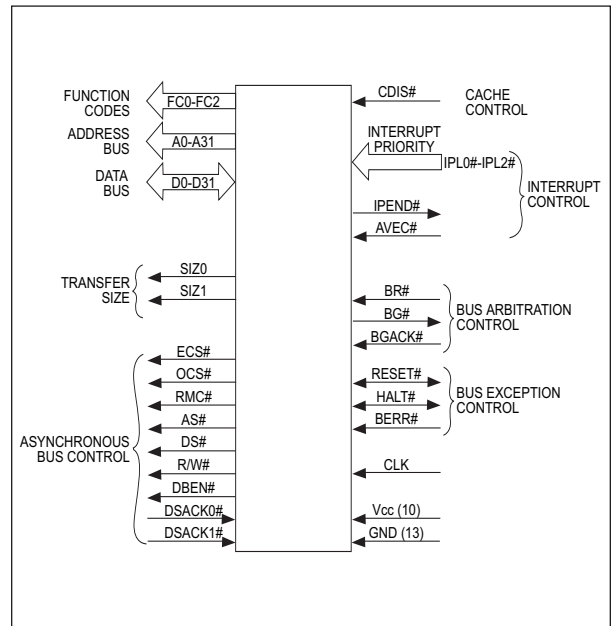 FUNCTION
CODES
FC0-FC2
ADDRESS
BUS
A0-A31
DATA
BUS
D0-D31
TRANSFER
SIZE
SIZ0
SIZ1
ASYNCHRONOUS
BUS CONTROL
ECS#
OCS#
RMC#
AS#
DS#
R/W#
DBEN#
DSACK0#
DSACK1#
CDIS#
CACHE
CONTROL
INTERRUPT
PRIORITY
IPL0#-IPL2#
IPEND#
AVEC#
INTERRUPT
CONTROL
BR#
BG#
BGACK#
BUS ARBITRATION
CONTROL
RESET#
HALT#
BERR#
BUS EXCEPTION
CONTROL
CLK
Vcc (10)
GND (13)